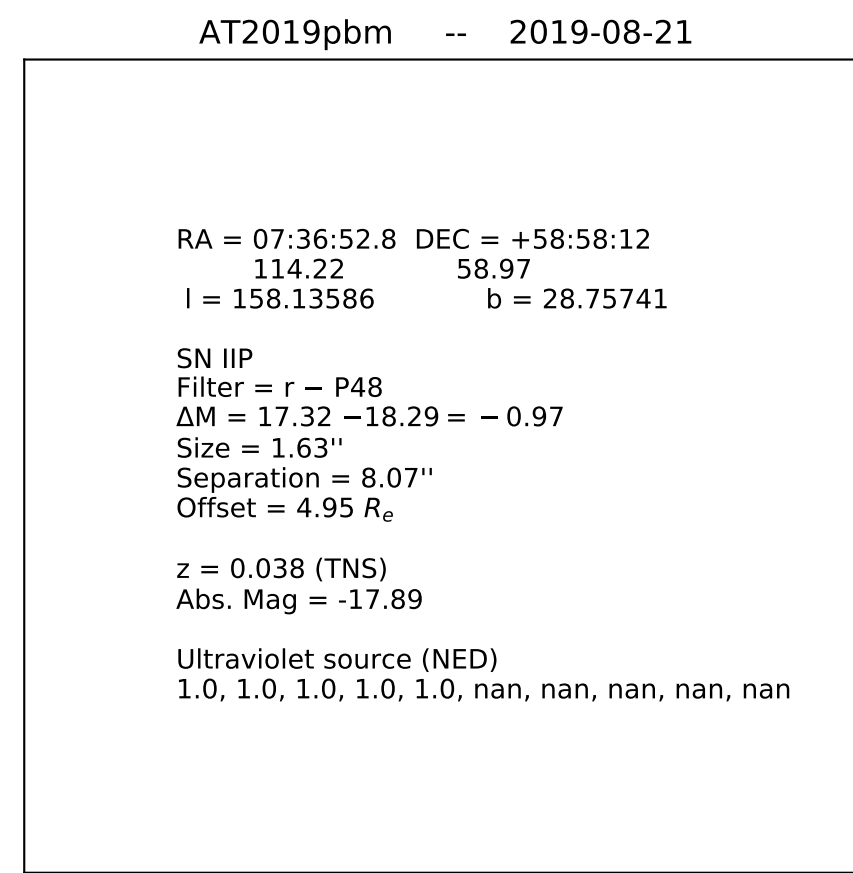 AT2019pbm -- 2019-08-21
RA = 07:36:52.8 DEC = +58:58:12
114.22 58.97
l = 158.13586 b = 28.75741
SN IIP
Filter = r − P48
ΔM = 17.32 −18.29 = −0.97
Size = 1.63''
Separation = 8.07''
Offset = 4.95 Re
z = 0.038 (TNS)
Abs. Mag = -17.89
Ultraviolet source (NED)
1.0, 1.0, 1.0, 1.0, 1.0, nan, nan, nan, nan, nan